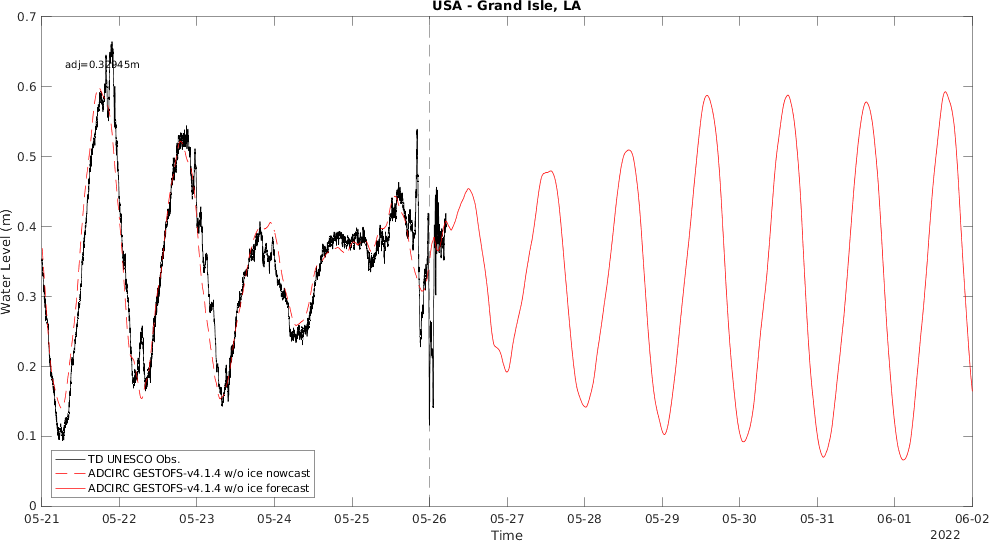 USA - Grand Isle, LA
adj=0.32945m
Water Level (m)
0.7
0.6
0.5
0.4
0.3
0.2
0.1
0
TD UNESCO Obs.
ADCIRC GESTOFS-v4.1.4 w/o ice nowcast
ADCIRC GESTOFS-v4.1.4 w/o ice forecast
05-21 05-22 05-23 05-24 05-25 05-26 05-27 05-28 05-29 05-30 05-31 06-01 06-02
Time
2022